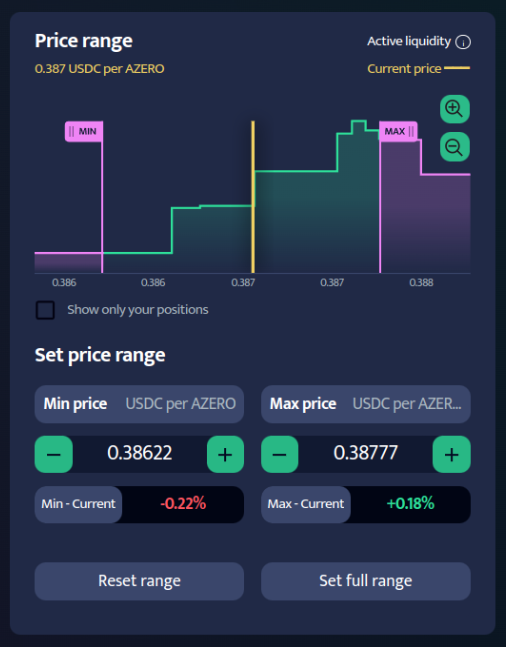 Price range
Active liquidity
0.387 USDC per AZERO
Current price
MIN
MAX
0.386 0.386 0.387 0.387 0.388
Show only your positions
Set price range
Min price USDC per AZERO
Max price USDC per AZER...
− 0.38622 +
− 0.38777 +
Min - Current -0.22%
Max - Current +0.18%
Reset range
Set full range